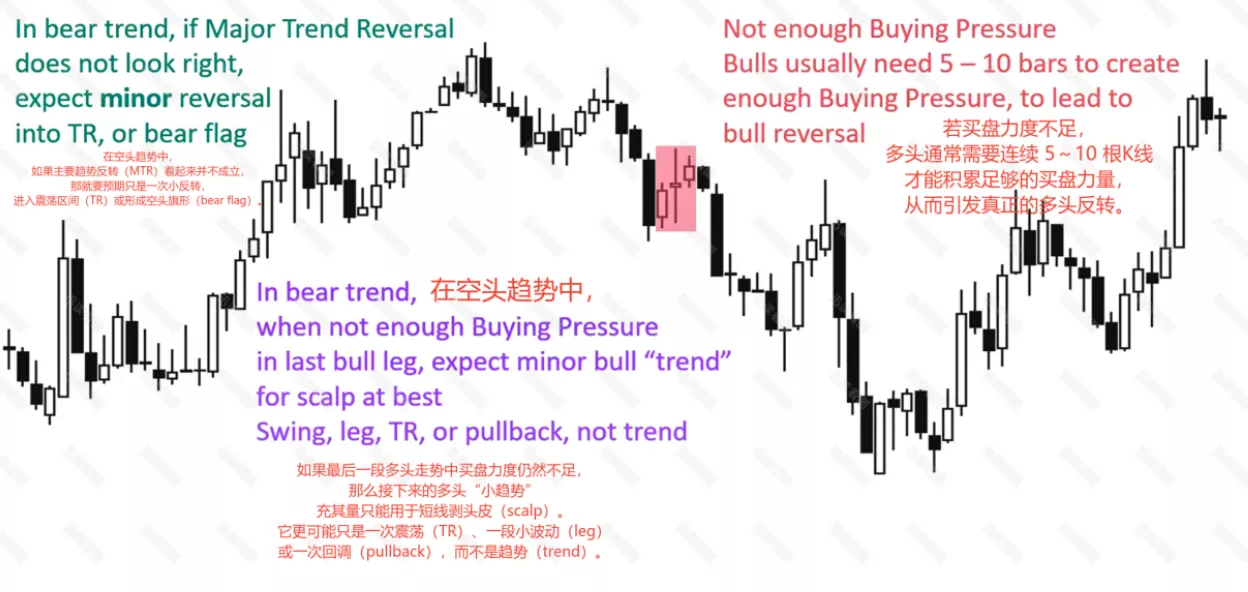 In bear trend, if Major Trend Reversal
does not look right,
expect minor reversal
into TR, or bear flag
在空头趋势中，
如果主要趋势反转（MTR）看起来并不成立，
那就要预期只是一次小反转，
进入震荡区间（TR）或形成空头旗形（bear flag）。
Not enough Buying Pressure
Bulls usually need 5 – 10 bars to create
enough Buying Pressure, to lead to
bull reversal
若买盘力度不足，
多头通常需要连续 5 ~ 10 根K线
才能积累足够的买盘力量，
从而引发真正的多头反转。
In bear trend, 在空头趋势中，
when not enough Buying Pressure
in last bull leg, expect minor bull “trend”
for scalp at best
Swing, leg, TR, or pullback, not trend
如果最后一段多头走势中买盘力度仍然不足，
那么接下来的多头“小趋势”
充其量只能用于短线剥头皮（scalp）。
它更可能只是一次震荡（TR）、一段小波动（leg）
或一次回调（pullback），而不是趋势（trend）。